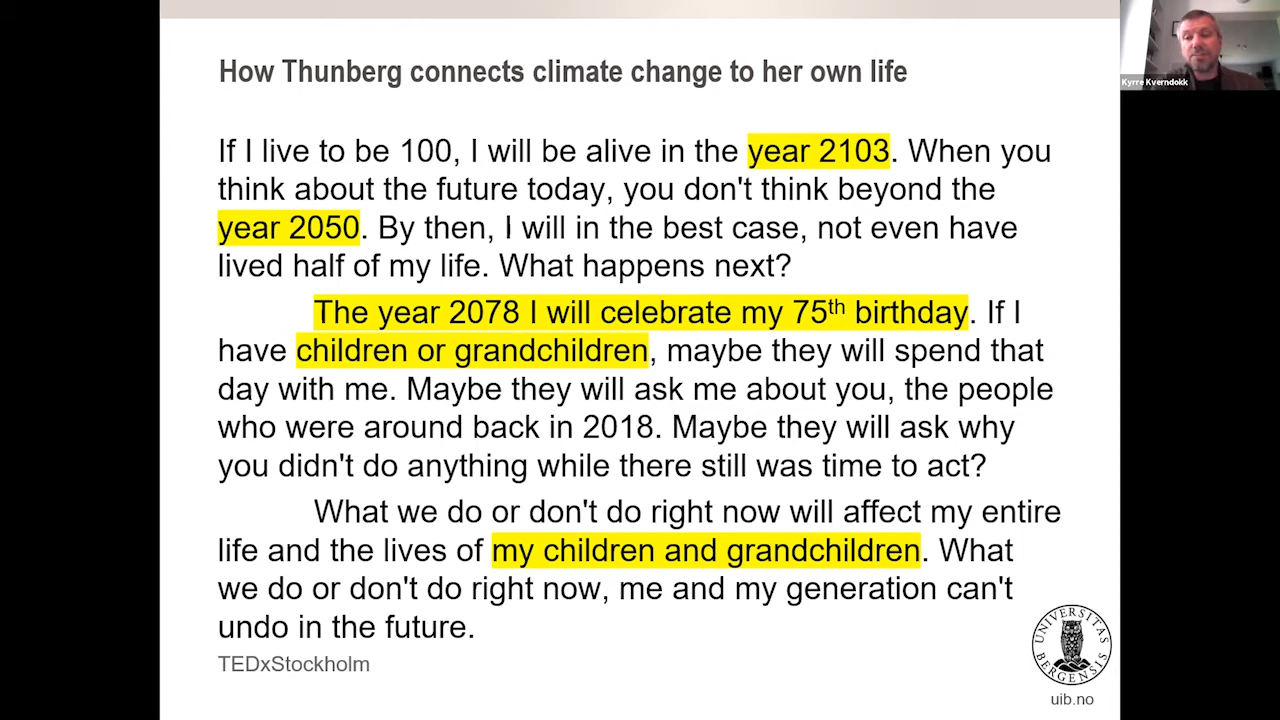 How Thunberg connects climate change to her own life
Kyrre Kverndokk
If I live to be 100, I will be alive in the year 2103. When you
think about the future today, you don't think beyond the
year 2050. By then, I will in the best case, not even have
lived half of my life. What happens next?
The year 2078 I will celebrate my 75th birthday. If I
have children or grandchildren, maybe they will spend that
day with me. Maybe they will ask me about you, the people
who were around back in 2018. Maybe they will ask why
you didn't do anything while there still was time to act?
What we do or don't do right now will affect my entire
life and the lives of my children and grandchildren. What
we do or don't do right now, me and my generation can't
undo in the future.
TEDxStockholm
UNIVERSITAS BERGENSIS
uib.no